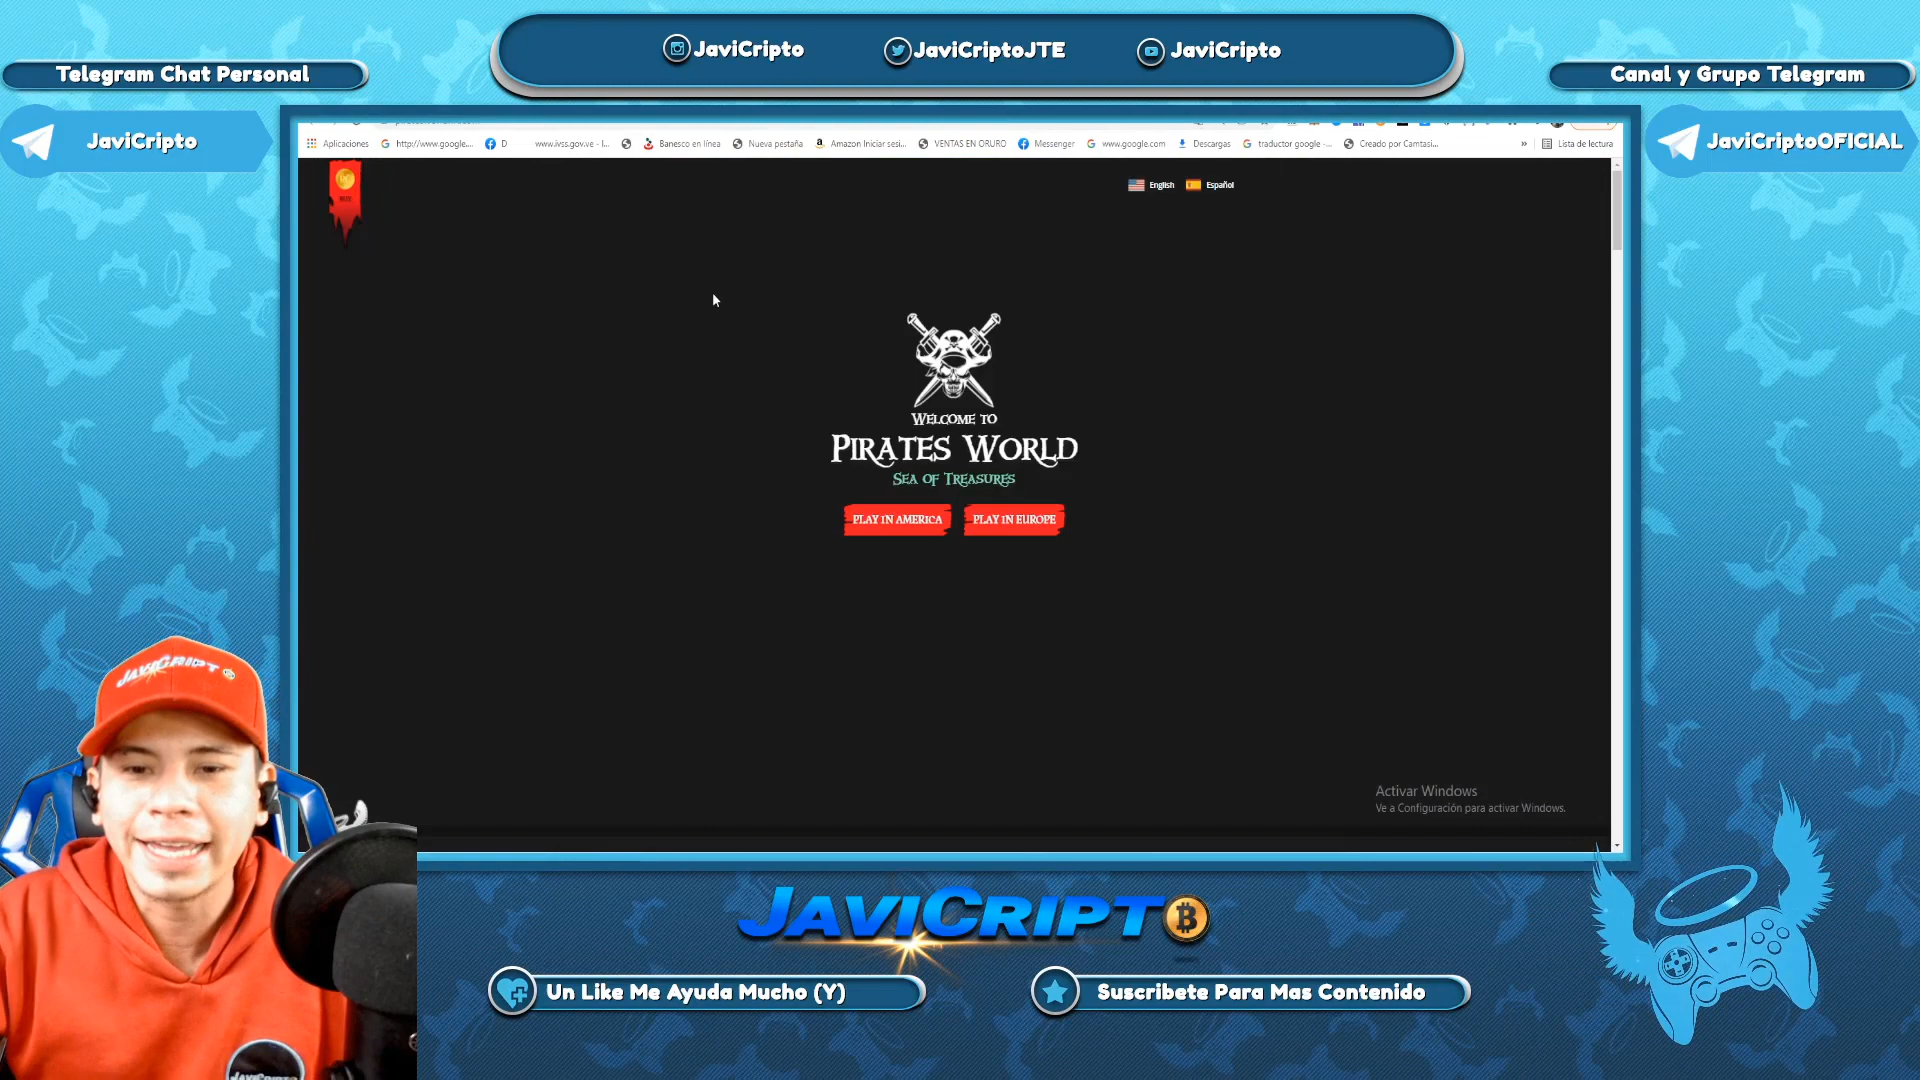 JaviCripto
JaviCriptoJTE
JaviCripto
Telegram Chat Personal
Canal y Grupo Telegram
JaviCripto
JaviCriptoOFICIAL
Aplicaciones
http://www.google...
D
www.ivss.gov.ve - I...
Banesco en línea
Nueva pestaña
Amazon Iniciar sesi...
VENTAS EN ORURO
Messenger
www.google.com
Descargas
traductor google -...
Creado por Camtasi...
»
Lista de lectura
English
Español
Welcome to
Pirates World
Sea of Treasures
PLAY IN AMERICA
PLAY IN EUROPE
Activar Windows
Ve a Configuración para activar Windows.
JAVICRIPT
JAVICRIPT
Un Like Me Ayuda Mucho (Y)
Suscribete Para Mas Contenido